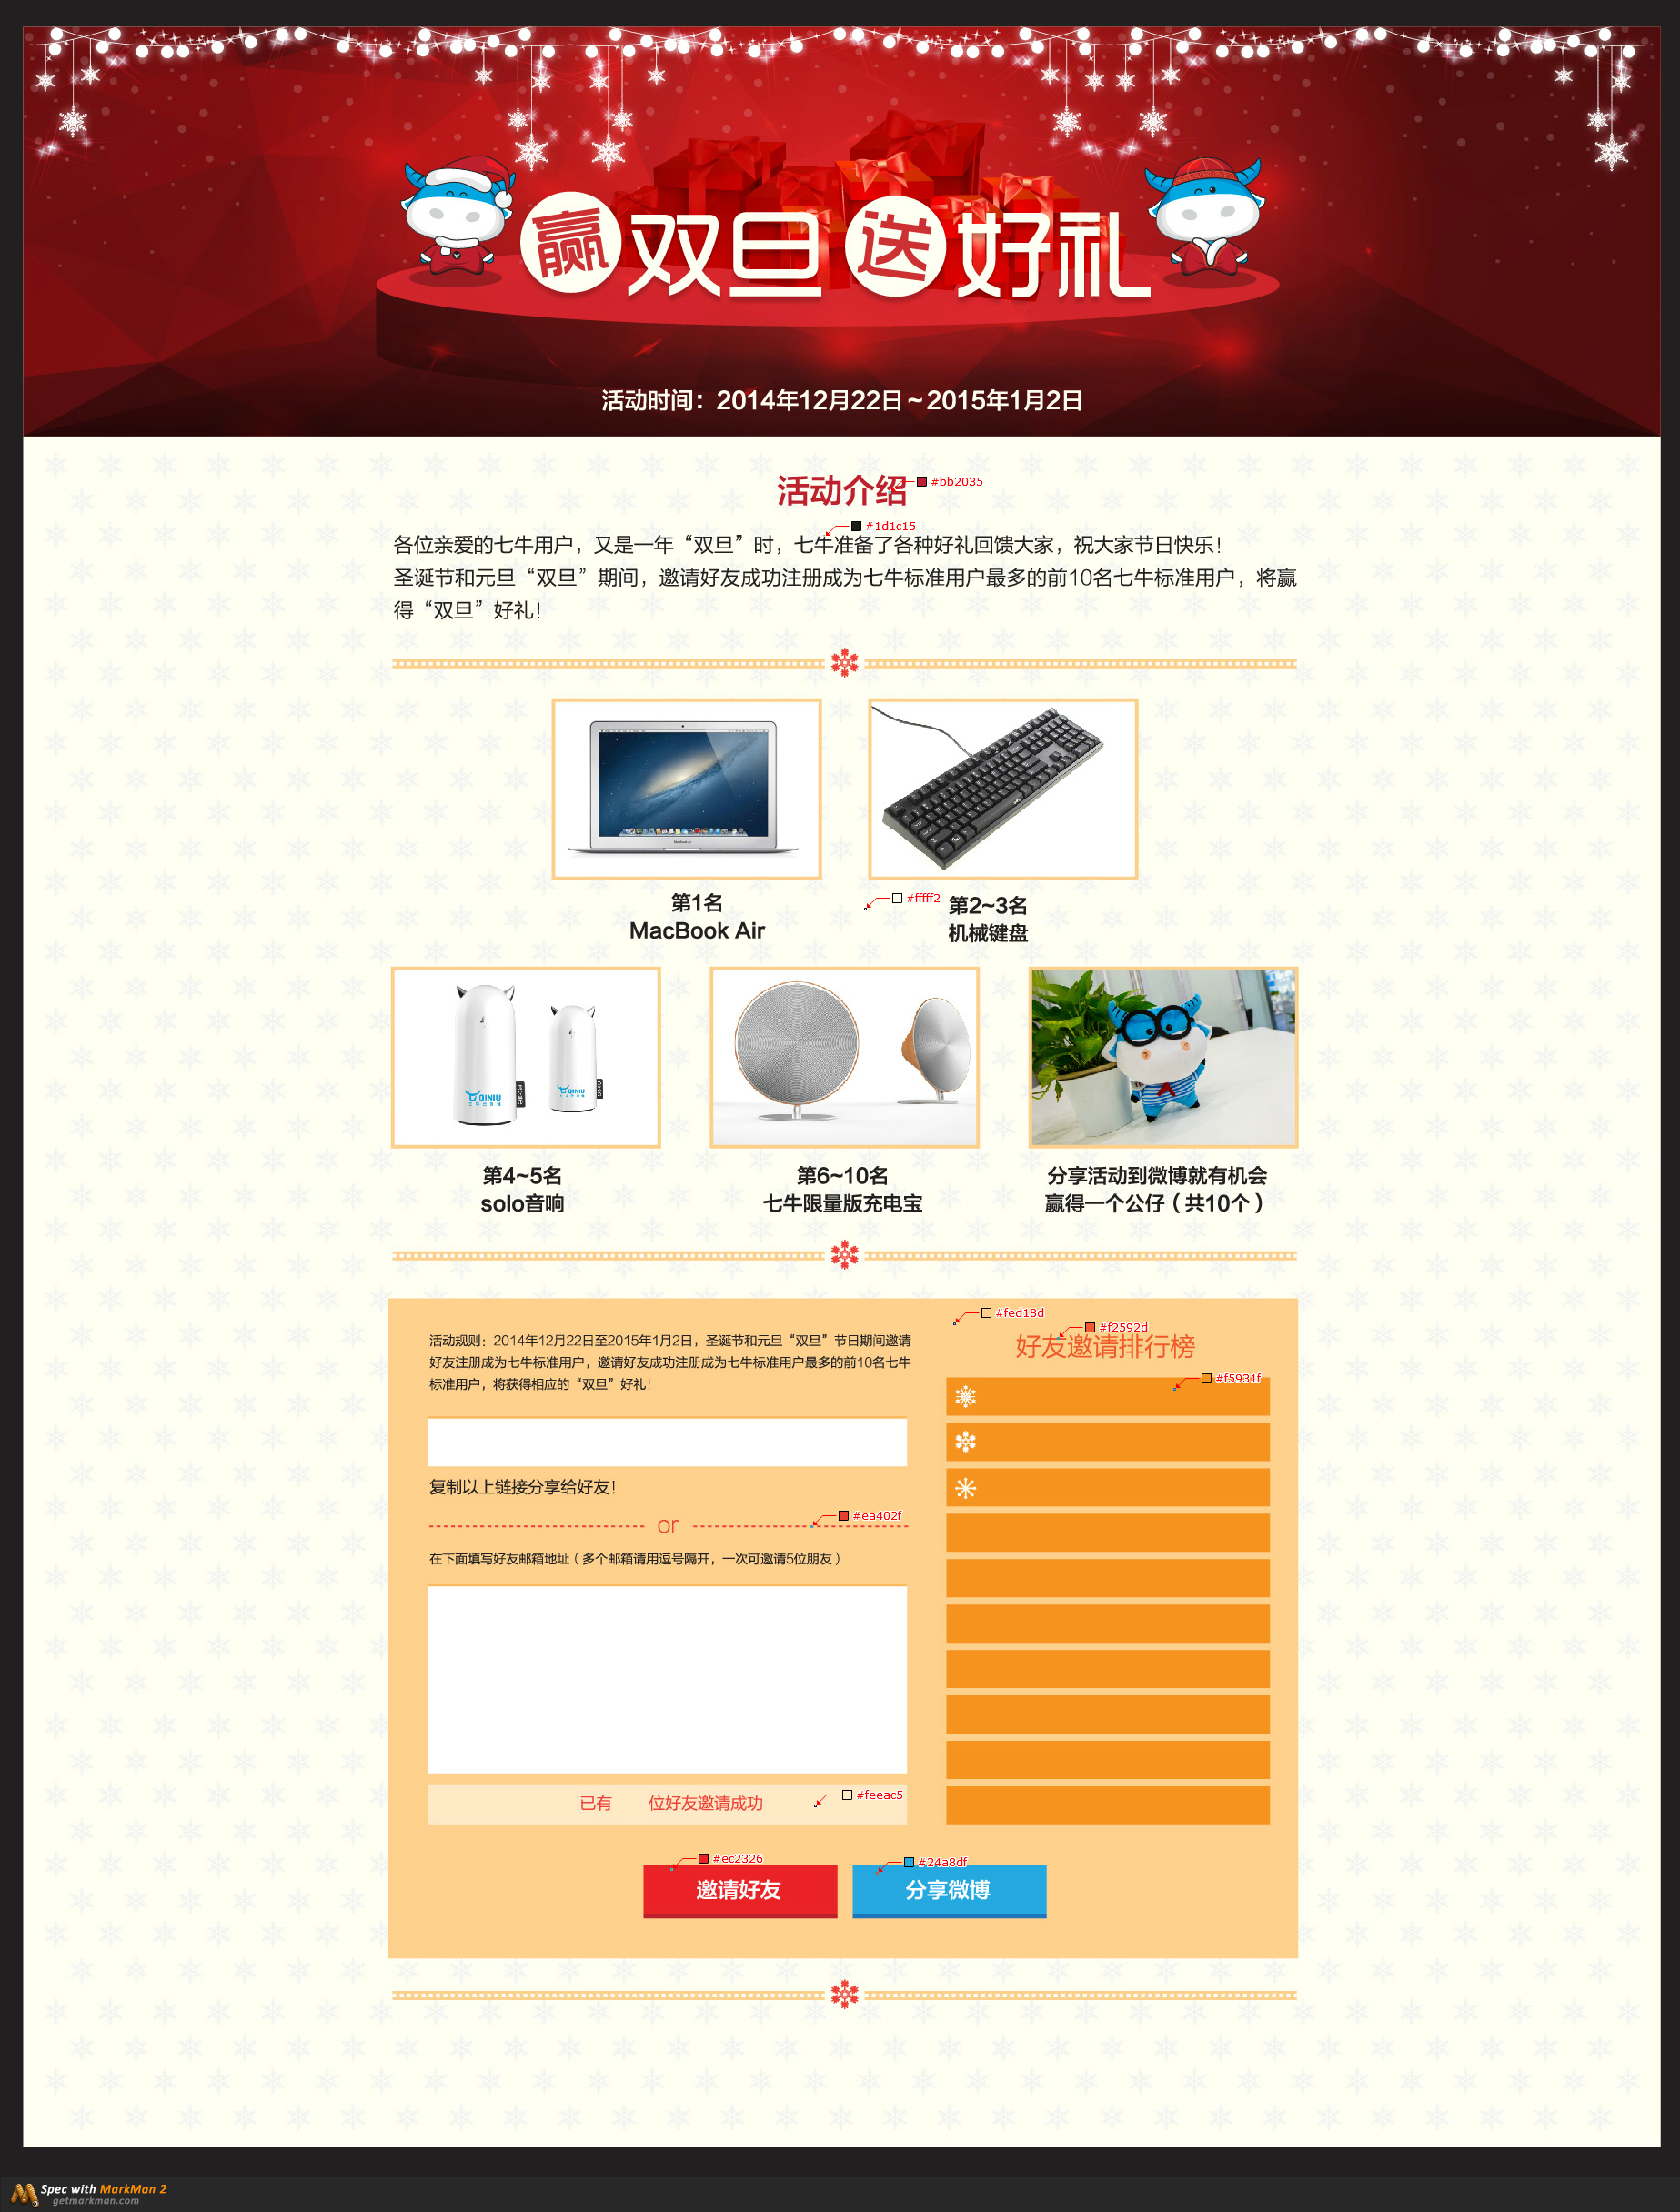 赢双旦送好礼
活动时间：2014年12月22日～2015年1月2日
活动介绍
#bb2035
#1d1c15
各位亲爱的七牛用户，又是一年“双旦”时，七牛准备了各种好礼回馈大家，祝大家节日快乐！
圣诞节和元旦“双旦”期间，邀请好友成功注册成为七牛标准用户最多的前10名七牛标准用户，将赢
得“双旦”好礼！
MacBook Air
第1名
MacBook Air
#fffff2
第2~3名
机械键盘
QINIU
QINIU
第4~5名
solo音响
第6~10名
七牛限量版充电宝
分享活动到微博就有机会
赢得一个公仔（共10个）
活动规则：2014年12月22日至2015年1月2日，圣诞节和元旦“双旦”节日期间邀请
好友注册成为七牛标准用户，邀请好友成功注册成为七牛标准用户最多的前10名七牛
标准用户，将获得相应的“双旦”好礼！
复制以上链接分享给好友！
#ea402f
or
在下面填写好友邮箱地址（多个邮箱请用逗号隔开，一次可邀请5位朋友）
已有 位好友邀请成功
#feeac5
#fed18d
#f2592d
好友邀请排行榜
#f5931f
#ec2326
邀请好友
#24a8df
分享微博
Spec with MarkMan 2
getmarkman.com